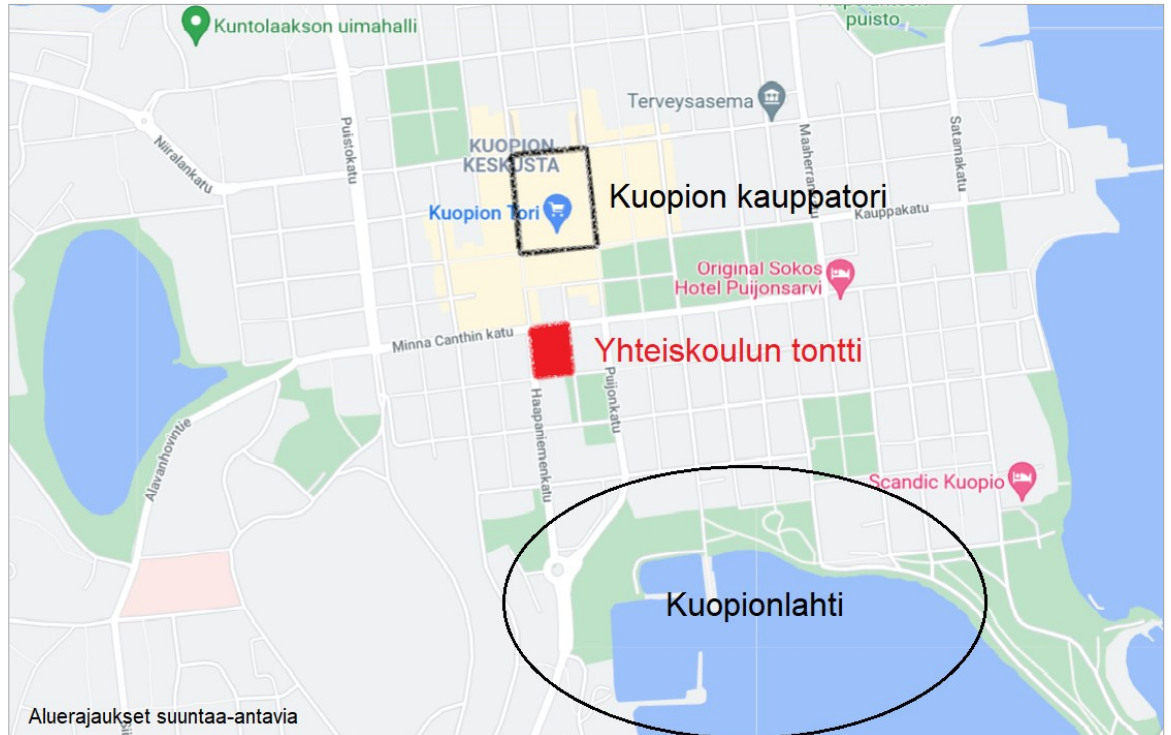 Kuntolaakson uimahalli
puisto
Terveysasema
Puistokatu
Niiralankatu
Satamakatu
KUOPION
KESKUSTA
Kuopion kauppatori
Kuopion Tori
Kauppakatu
Original Sokos
Hotel Puijonsarvi
Minna Canthin katu
Yhteiskoulun tontti
Puijonkatu
Haapaniemenkatu
Alavanhovintie
Scandic Kuopio
Kuopionlahti
Aluerajaukset suuntaa-antavia